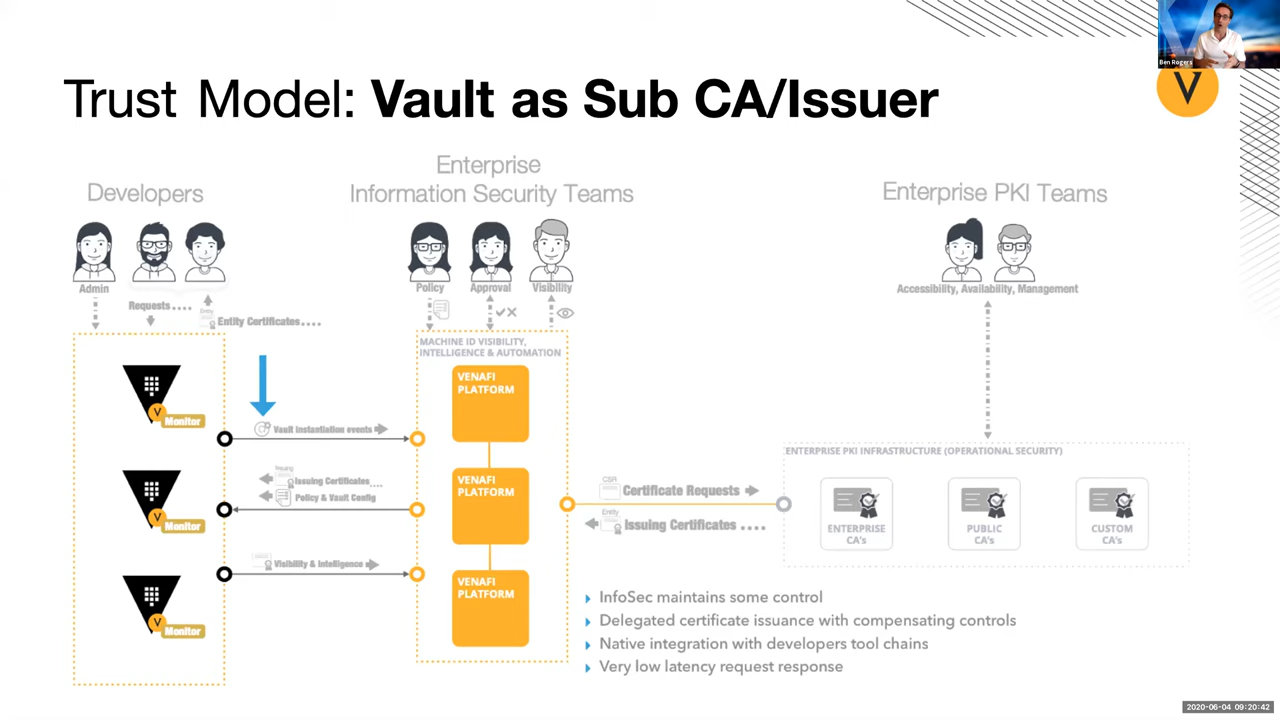 Ben Rogers
V
Trust Model: Vault as Sub CA/Issuer
Developers
Enterprise
Information Security Teams
Enterprise PKI Teams
Admin
Requests ....
Entity
Entity Certificates ....
Policy
Approval
Visibility
Accessibility, Availability, Management
MACHINE ID VISIBILITY,
INTELLIGENCE & AUTOMATION
V Monitor
V Monitor
V Monitor
Vault instantiation events
Issuing
Issuing Certificates ....
Policy & Vault Config
Visibility & Intelligence
VENAFI
PLATFORM
VENAFI
PLATFORM
VENAFI
PLATFORM
CSR
Certificate Requests
Entity
Issuing Certificates ....
ENTERPRISE PKI INFRASTRUCTURE (OPERATIONAL SECURITY)
ENTERPRISE
CA's
PUBLIC
CA's
CUSTOM
CA's
InfoSec maintains some control
Delegated certificate issuance with compensating controls
Native integration with developers tool chains
Very low latency request response
2020-06-04 09:20:42